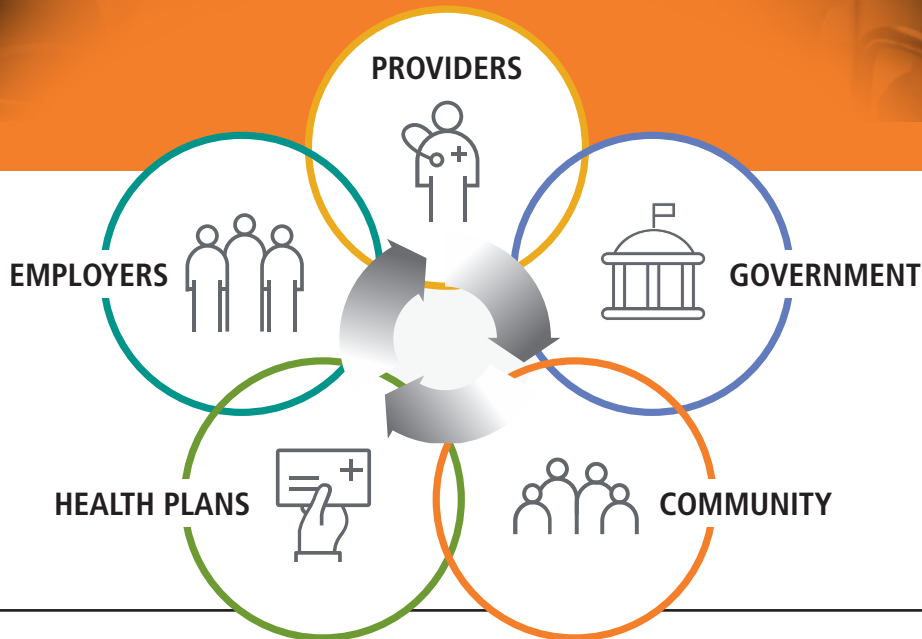 PROVIDERS
EMPLOYERS
GOVERNMENT
HEALTH PLANS
COMMUNITY